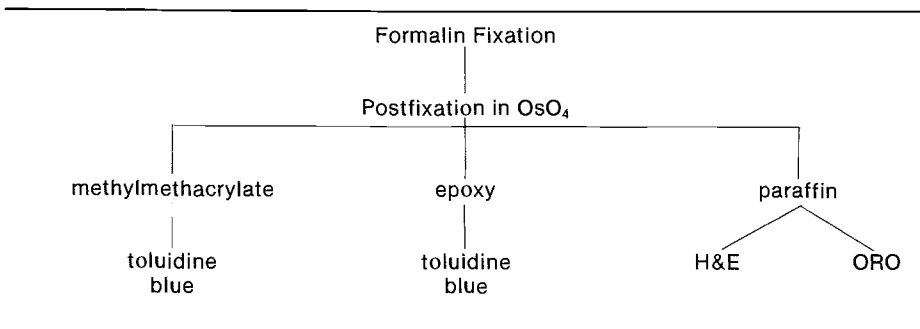 Formalin Fixation
Postfixation in OsO₄
methylmethacrylate epoxy paraffin
toluidine blue toluidine blue H&E ORO